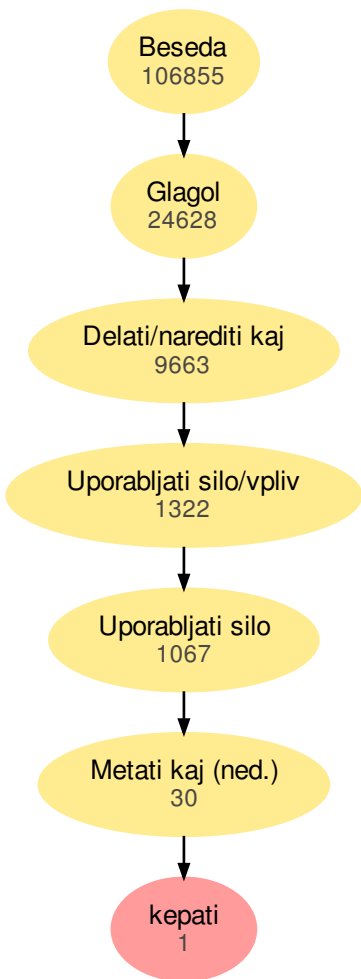 Beseda
106855
Glagol
24628
Delati/narediti kaj
9663
Uporabljati silo/vpliv
1322
Uporabljati silo
1067
Metati kaj (ned.)
30
kepati
1